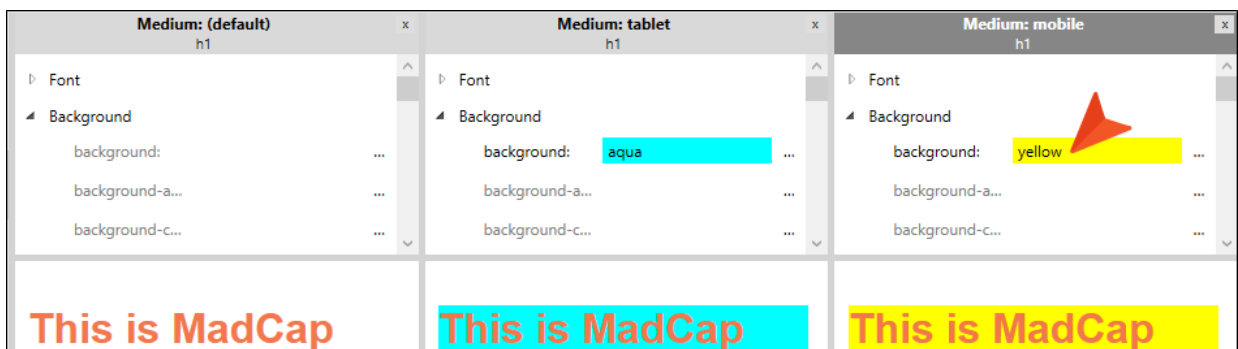 Medium: (default)
x
h1
Font
Background
background:
...
background-a...
...
background-c...
...
This is MadCap
Medium: tablet
x
h1
Font
Background
background:
aqua
...
background-a...
...
background-c...
...
This is MadCap
Medium: mobile
x
h1
Font
Background
background:
yellow
...
background-a...
...
background-c...
...
This is MadCap